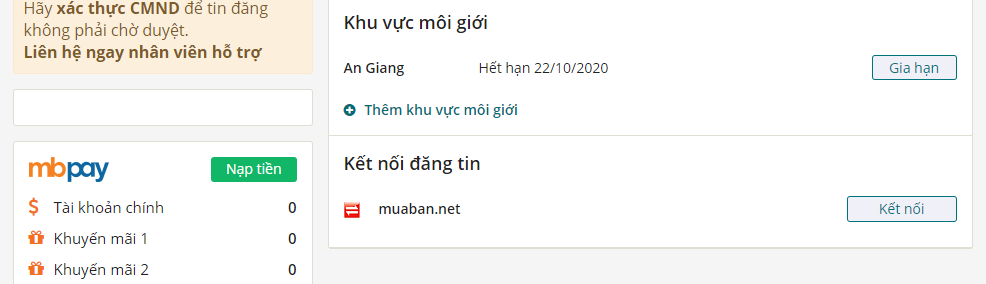 Hãy xác thực CMND để tin đăng
không phải chờ duyệt.
Liên hệ ngay nhân viên hỗ trợ
mbpay
Nạp tiền
Tài khoản chính 0
Khuyến mãi 1 0
Khuyến mãi 2 0
Khu vực môi giới
An Giang Hết hạn 22/10/2020 Gia hạn
Thêm khu vực môi giới
Kết nối đăng tin
muaban.net Kết nối